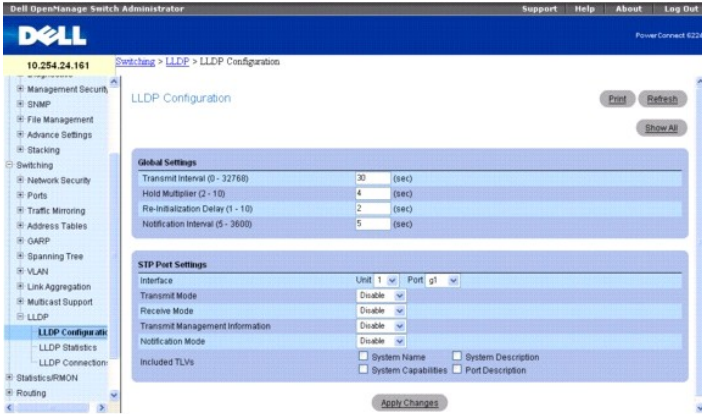 Dell OpenManage Switch Administrator
Support Help About Log Out
DELL
PowerConnect 6224
10.254.24.161
Switching > LLDP > LLDP Configuration
Management Security
SNMP
File Management
Advance Settings
Stacking
Switching
Network Security
Ports
Traffic Mirroring
Address Tables
GARP
Spanning Tree
VLAN
Link Aggregation
Multicast Support
LLDP
LLDP Configuratio
LLDP Statistics
LLDP Connections
Statistics/RMON
Routing
LLDP Configuration
Print Refresh
Show All
Global Settings
Transmit Interval (0 - 32768) 30 (sec)
Hold Multiplier (2 - 10) 4 (sec)
Re-Initialization Delay (1 - 10) 2 (sec)
Notification Interval (5 - 3600) 5 (sec)
STP Port Settings
Interface Unit 1 Port g1
Transmit Mode Disable
Receive Mode Disable
Transmit Management Information Disable
Notification Mode Disable
Included TLVs System Name System Description
System Capabilities Port Description
Apply Changes